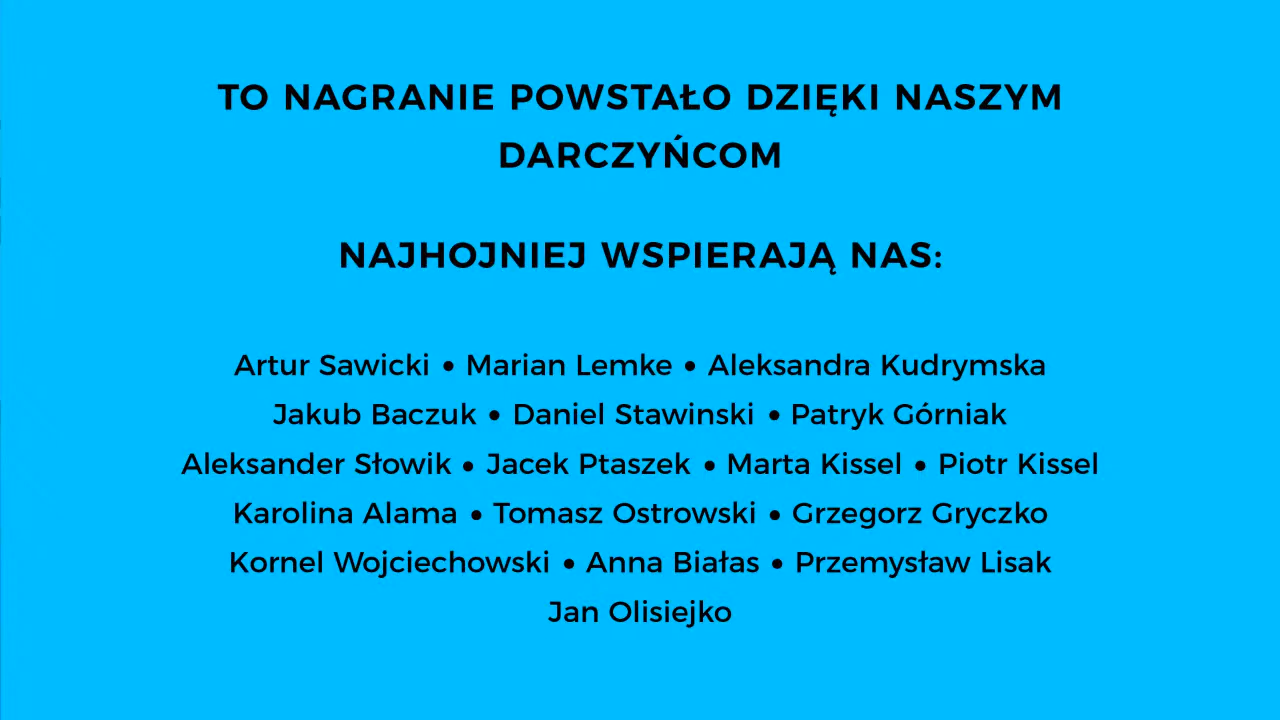 TO NAGRANIE POWSTAŁO DZIĘKI NASZYM
DARCZYŃCOM
NAJHOJNIEJ WSPIERAJĄ NAS:
Artur Sawicki • Marian Lemke • Aleksandra Kudrymska
Jakub Baczuk • Daniel Stawinski • Patryk Górniak
Aleksander Słowik • Jacek Ptaszek • Marta Kissel • Piotr Kissel
Karolina Alama • Tomasz Ostrowski • Grzegorz Gryczko
Kornel Wojciechowski • Anna Białas • Przemysław Lisak
Jan Olisiejko